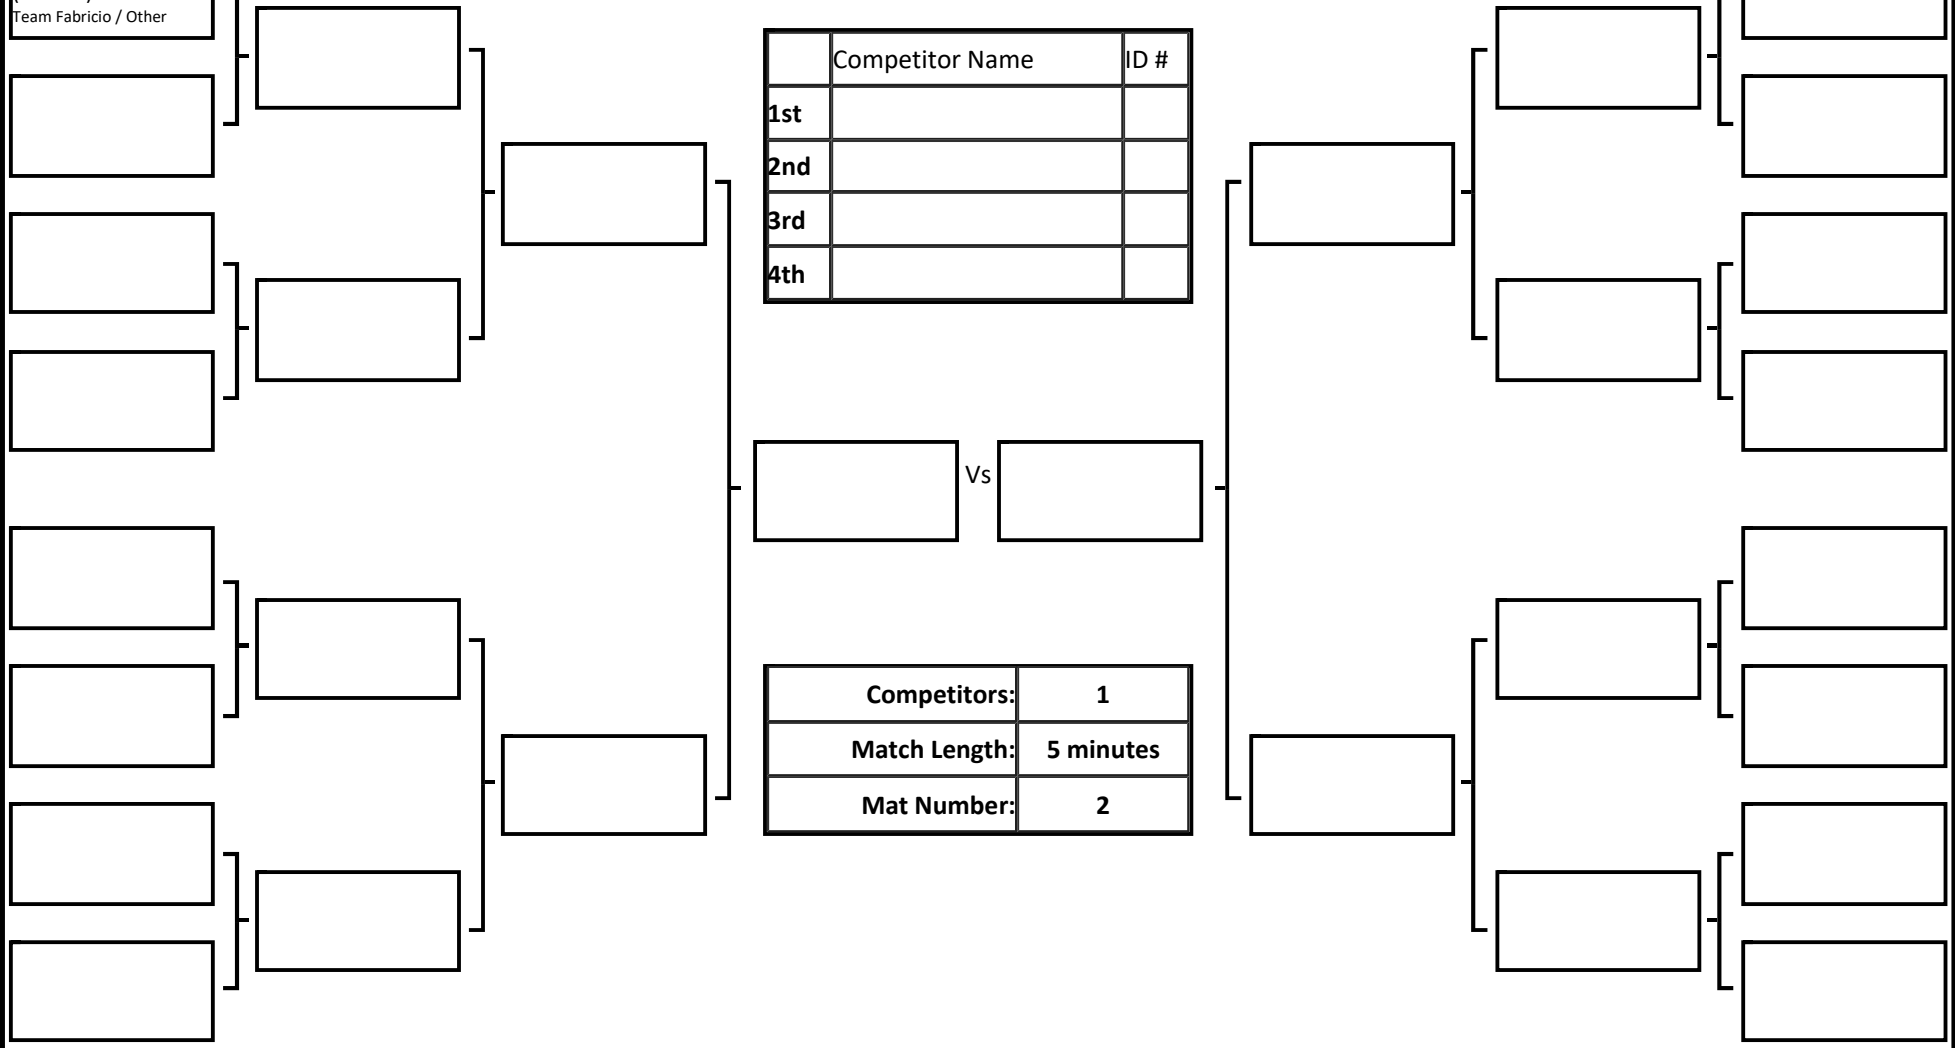 Team Fabricio / Other
Competitor Name ID #
1st
2nd
3rd
4th
Vs
Competitors: 1
Match Length: 5 minutes
Mat Number: 2